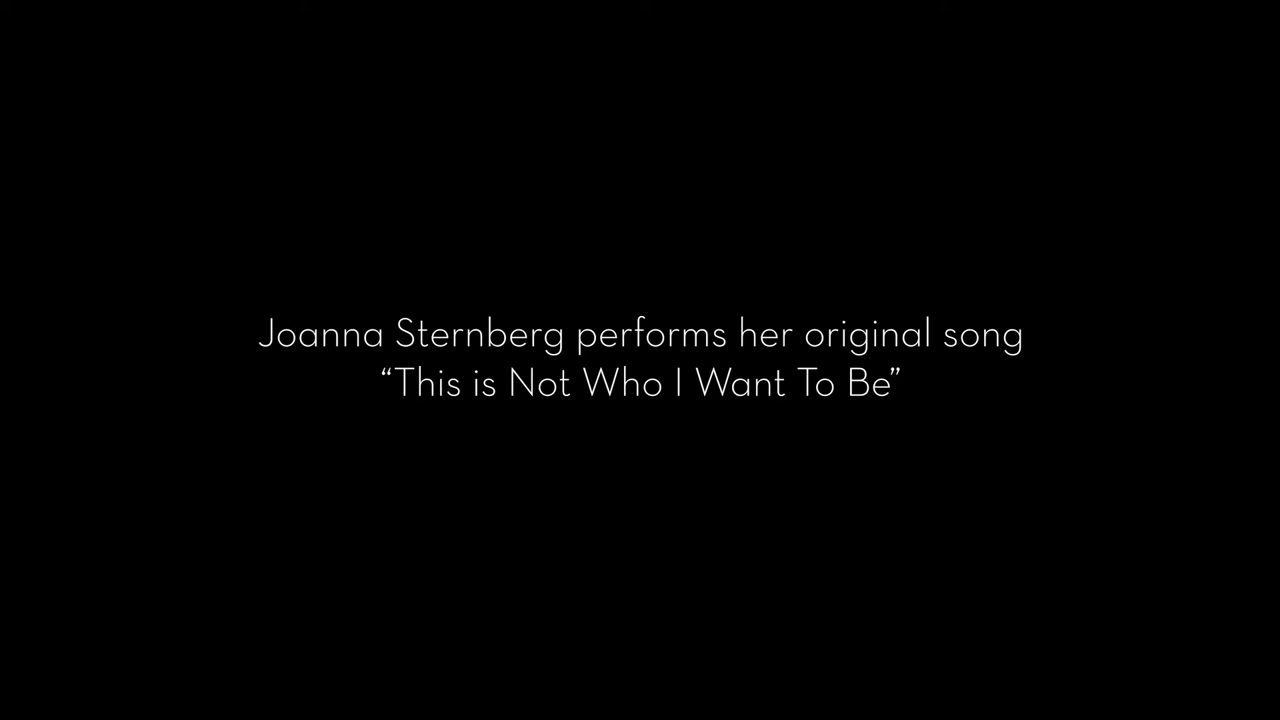 Joanna Sternberg performs her original song
“This is Not Who I Want To Be”